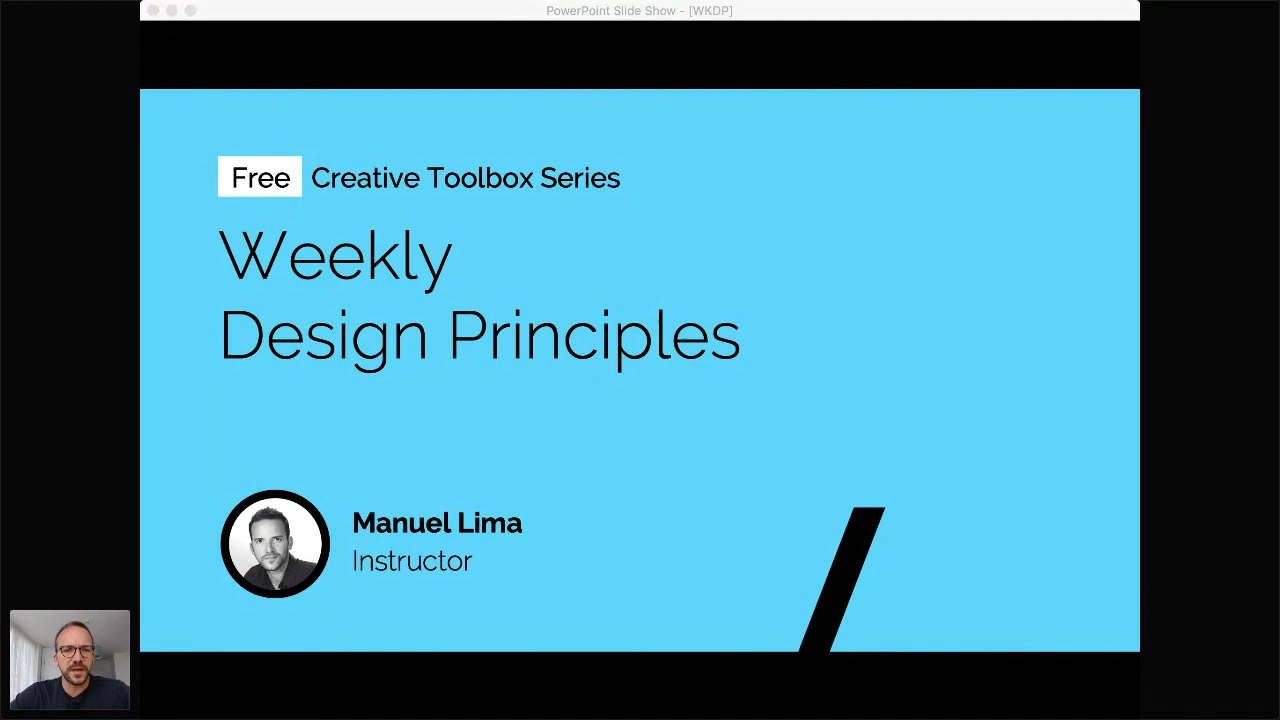 PowerPoint Slide Show - [WKDP]
Free Creative Toolbox Series
Weekly
Design Principles
Manuel Lima
Instructor